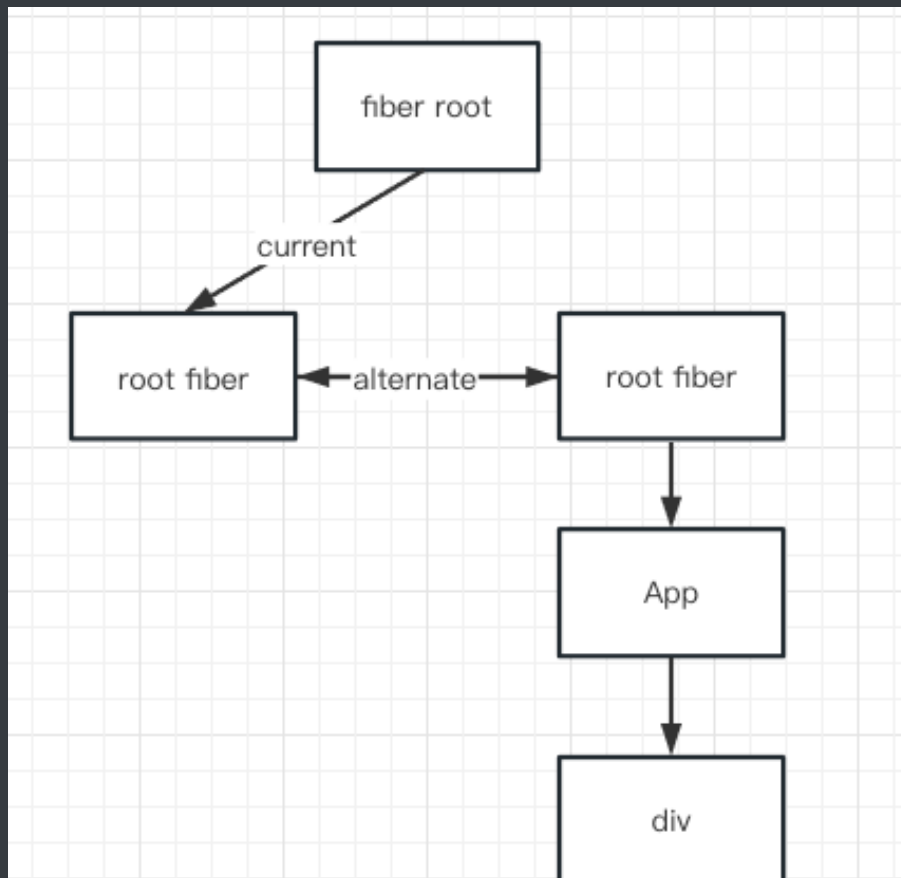 fiber root
current
root fiber
alternate
root fiber
App
div